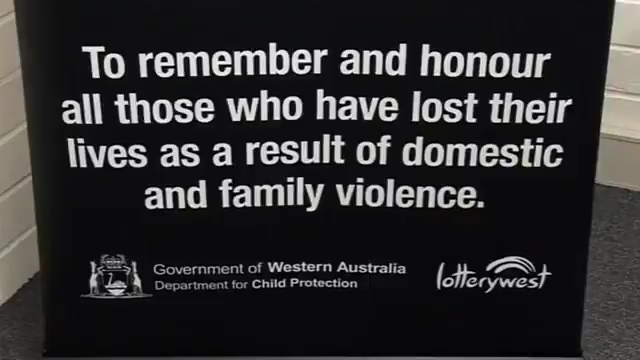 To remember and honour
all those who have lost their
lives as a result of domestic
and family violence.
Government of Western Australia
Department for Child Protection
lotterywest